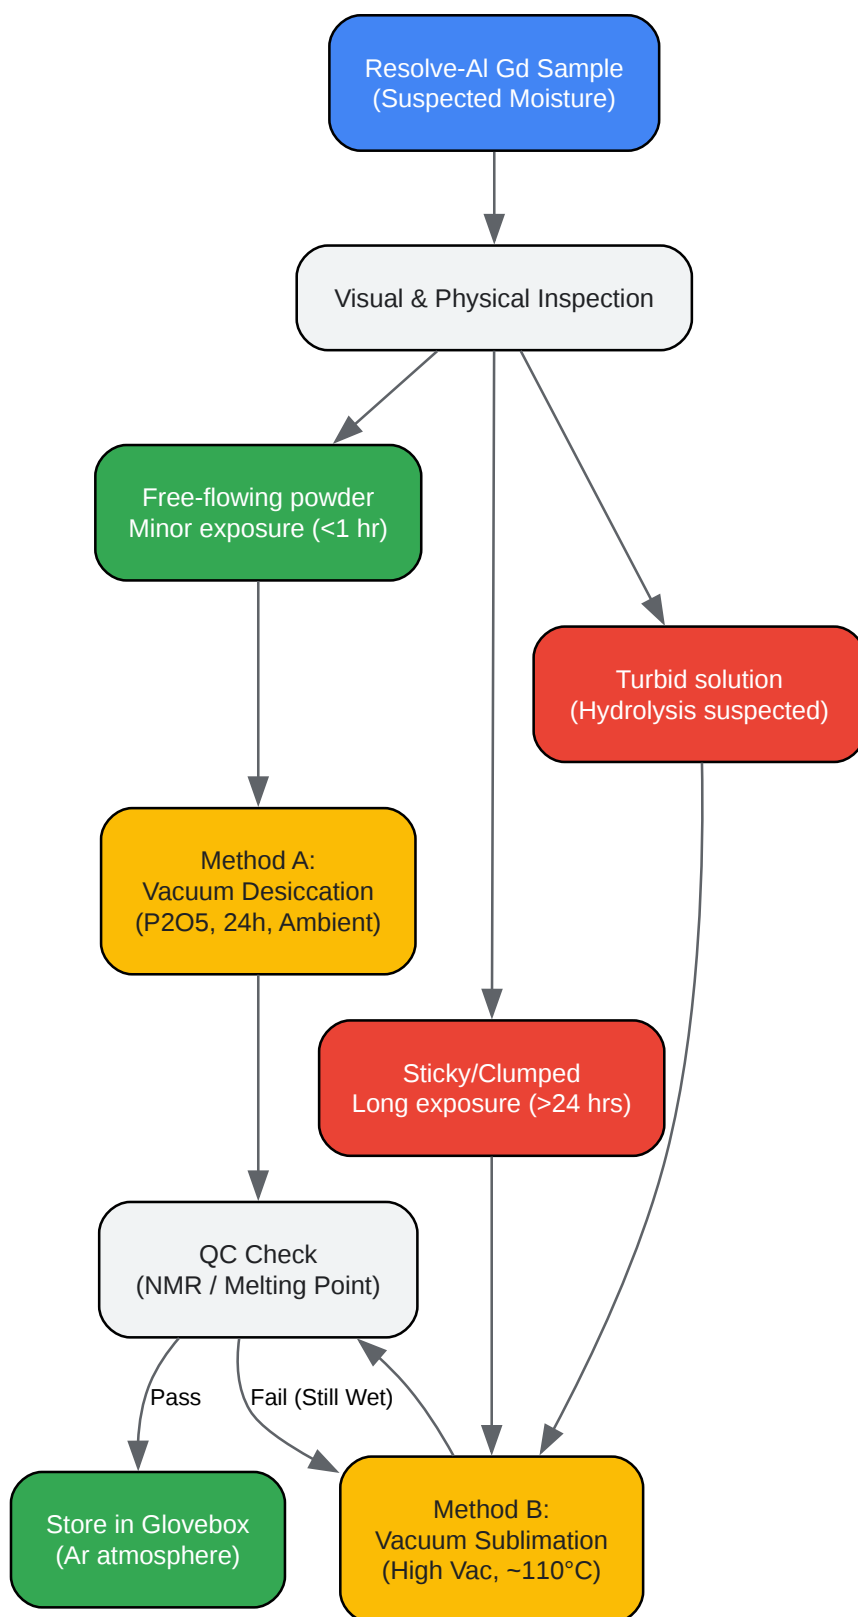 Resolve-Al Gd Sample
(Suspected Moisture)
Visual & Physical Inspection
Free-flowing powder
Minor exposure (<1 hr)
Turbid solution
(Hydrolysis suspected)
Method A:
Vacuum Desiccation
(P2O5, 24h, Ambient)
Sticky/Clumped
Long exposure (>24 hrs)
QC Check
(NMR / Melting Point)
Pass
Fail (Still Wet)
Store in Glovebox
(Ar atmosphere)
Method B:
Vacuum Sublimation
(High Vac, ~110°C)